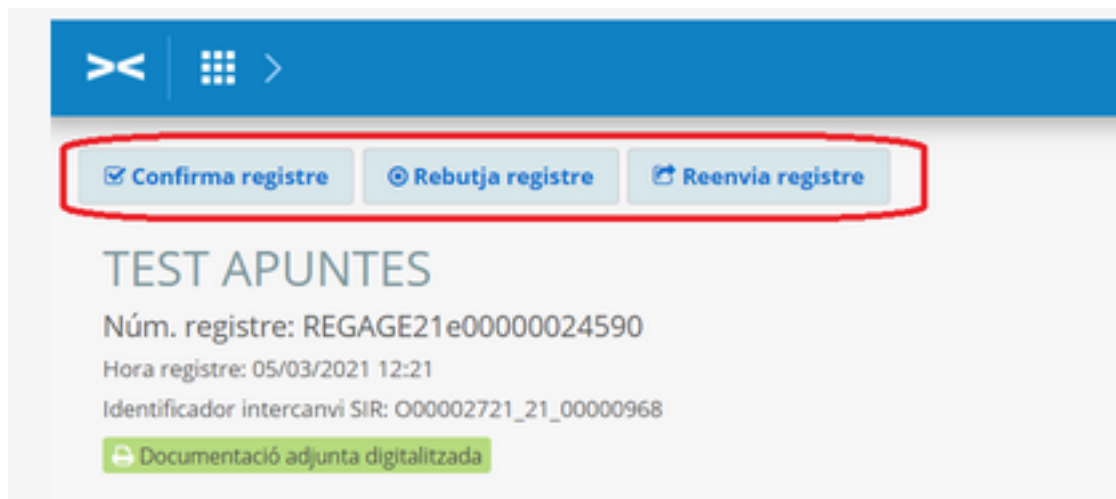 Confirma registre Rebutja registre Reenvia registre
TEST APUNTES
Núm. registre: REGAGE21e00000024590
Hora registre: 05/03/2021 12:21
Identificador intercanvi SIR: O00002721_21_00000968
Documentació adjunta digitalitzada